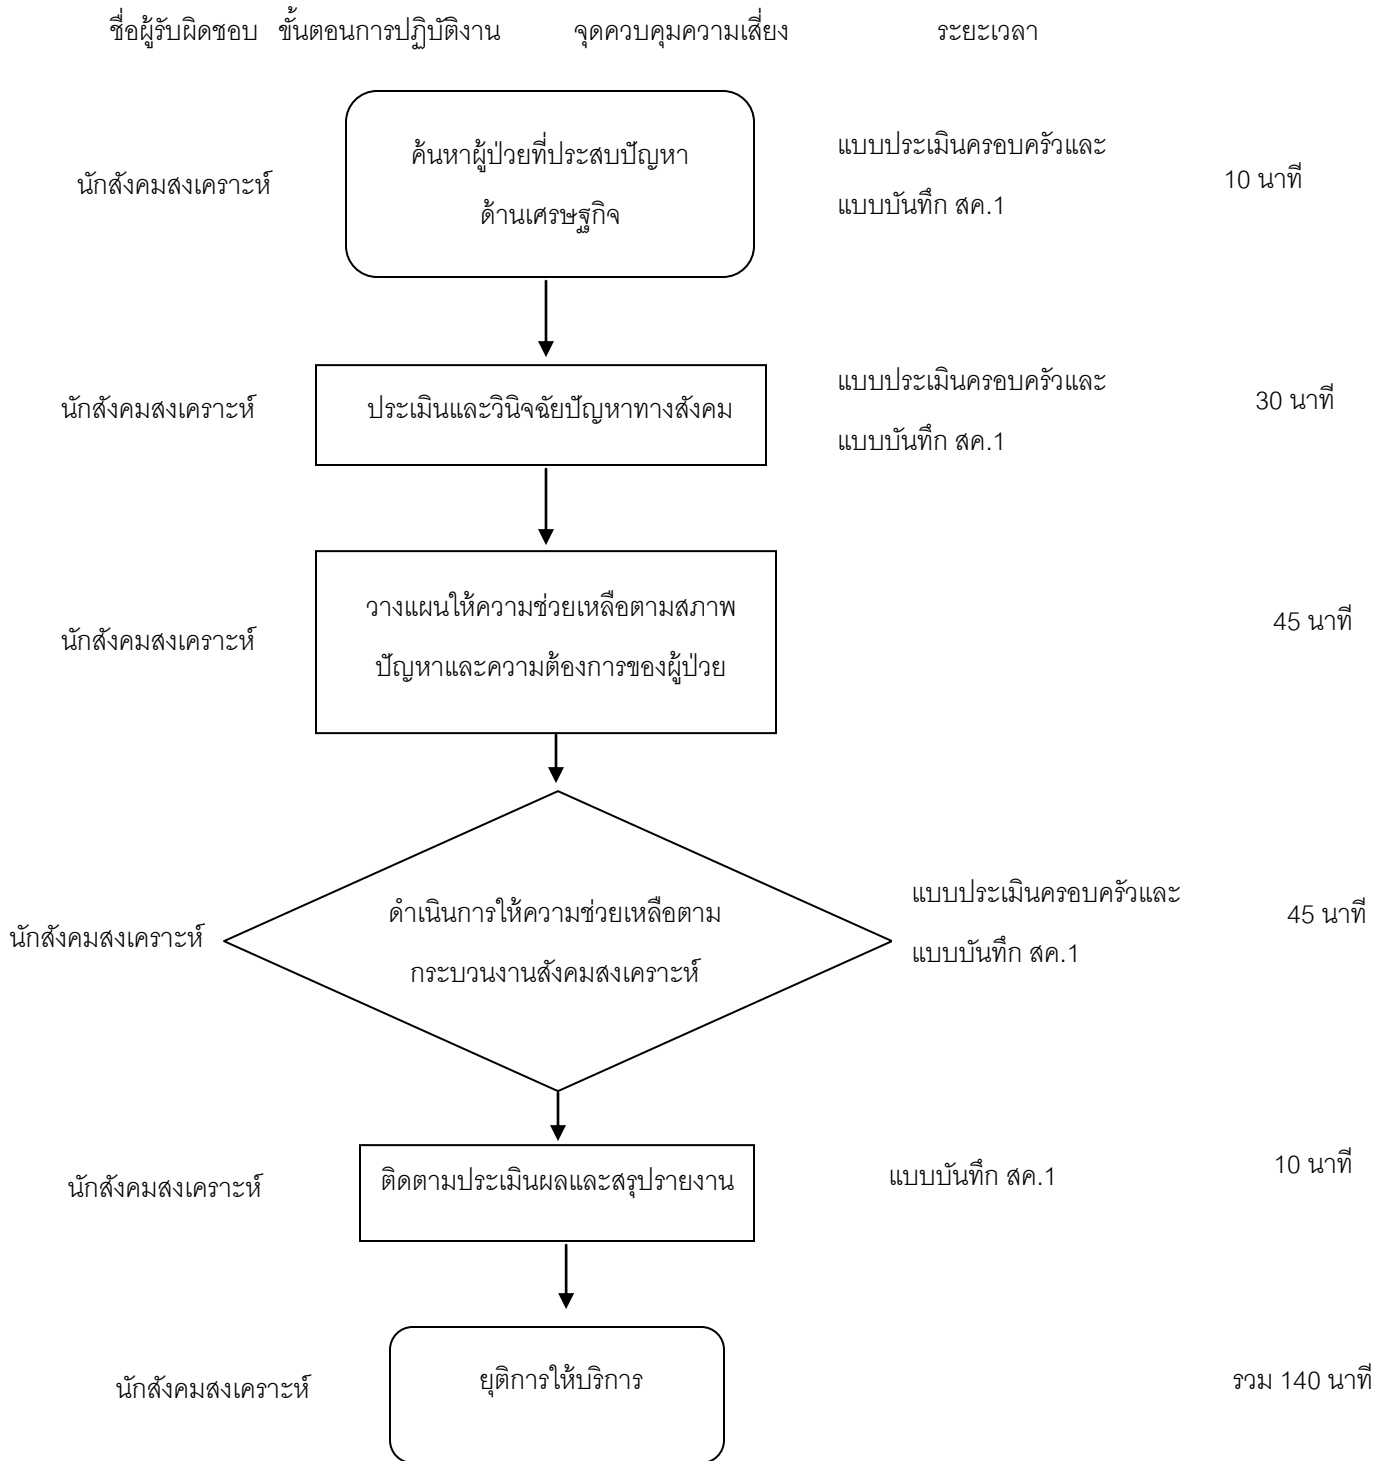 ชื่อผู้รับผิดชอบ ขั้นตอนการปฏิบัติงาน จุดควบคุมความเสี่ยง ระยะเวลา
นักสังคมสงเคราะห์
ค้นหาผู้ป่วยที่ประสบปัญหา
ด้านเศรษฐกิจ
แบบประเมินครอบครัวและ
แบบบันทึก สค.1
10 นาที
นักสังคมสงเคราะห์
ประเมินและวินิจฉัยปัญหาทางสังคม
แบบประเมินครอบครัวและ
แบบบันทึก สค.1
30 นาที
นักสังคมสงเคราะห์
วางแผนให้ความช่วยเหลือตามสภาพ
ปัญหาและความต้องการของผู้ป่วย
45 นาที
นักสังคมสงเคราะห์
ดำเนินการให้ความช่วยเหลือตาม
กระบวนงานสังคมสงเคราะห์
แบบประเมินครอบครัวและ
แบบบันทึก สค.1
45 นาที
นักสังคมสงเคราะห์
ติดตามประเมินผลและสรุปรายงาน
แบบบันทึก สค.1
10 นาที
นักสังคมสงเคราะห์
ยุติการให้บริการ
รวม 140 นาที